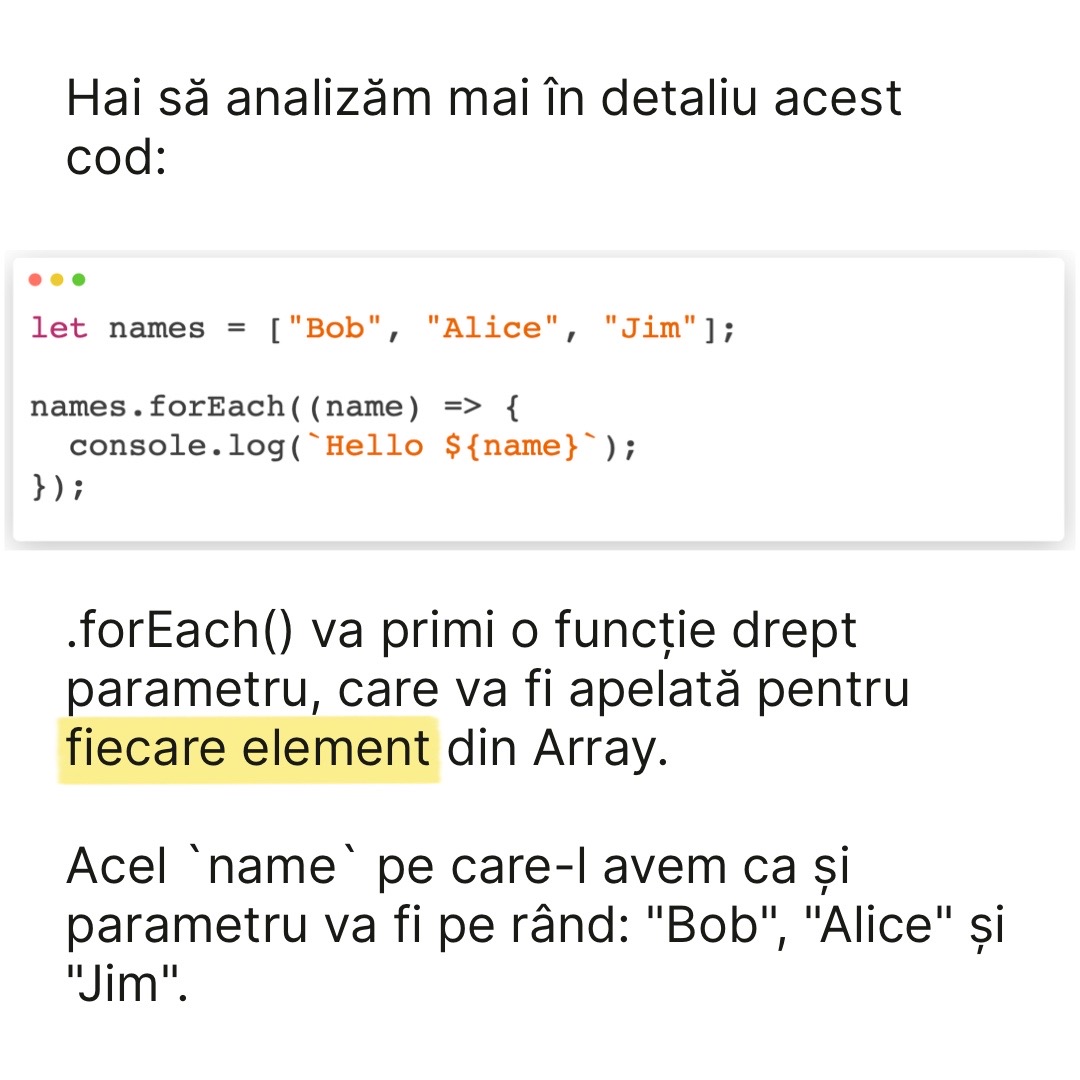 Hai să analizăm mai în detaliu acest
cod:
let names = ["Bob", "Alice", "Jim"];
names.forEach((name) => {
  console.log(`Hello ${name}`);
});
.forEach() va primi o funcție drept
parametru, care va fi apelată pentru
fiecare element din Array.
Acel `name` pe care-l avem ca și
parametru va fi pe rând: "Bob", "Alice" și
"Jim".